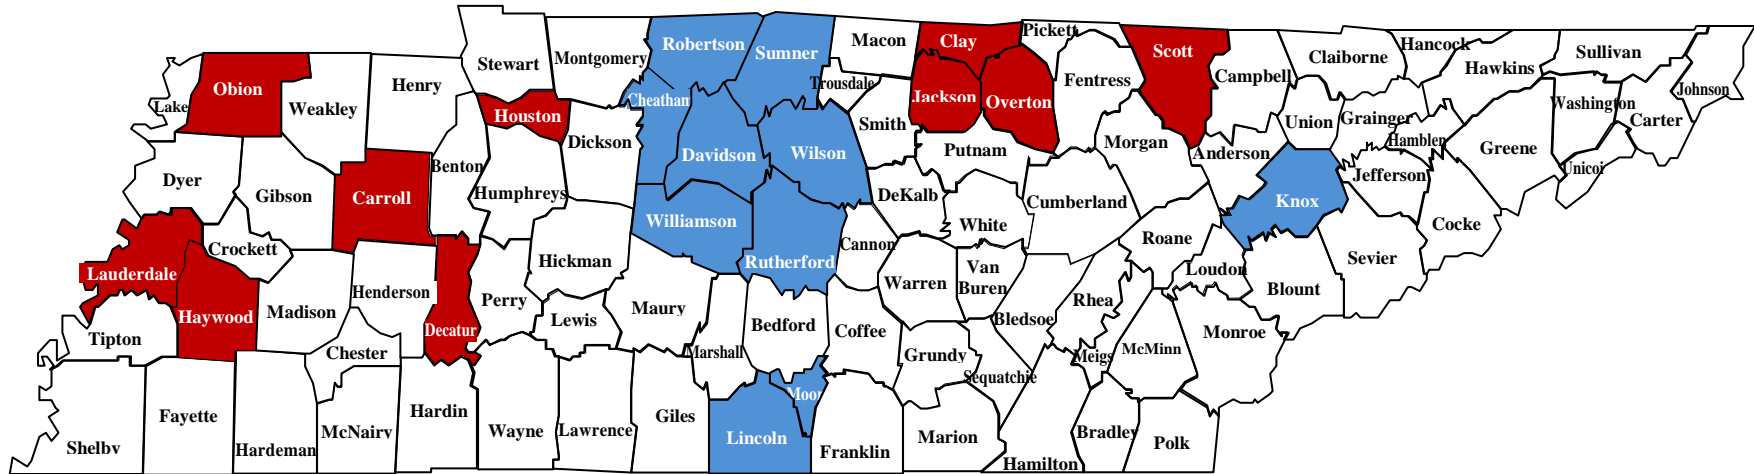 Pickett
Macon
Clay
Robertson
Sumner
Scott
Hancock
Sullivan
Claiborne
Montgomery
Stewart
Hawkins
Campbell
Fentress
Henry
Trousdale
Obion
Johnson
Jackson
Overton
Cheatham
Washington
Lake
Weakley
Houston
Grainger
Carter
Union
Smith
Dickson
Hamblen
Morgan
Putnam
Greene
Anderson
Davidson
Wilson
Benton
Unicoi
Jefferson
Dyer
Humphreys
DeKalb
Gibson
Carroll
Knox
Cumberland
Williamson
White
Cocke
Roane
Cannon
Crockett
Sevier
Hickman
Rutherford
Van
Buren
Loudon
Lauderdale
Warren
Blount
Henderson
Perry
Rhea
Maury
Madison
Haywood
Lewis
Bledsoe
Bedford
Coffee
Decatur
Monroe
Tipton
McMinn
Marshall
Chester
Grundy
Meigs
Sequatchie
Moor
Hardin
Fayette
Giles
McNairy
Wayne
Lawrence
Bradley
Lincoln
Marion
Polk
Shelby
Hardeman
Franklin
Hamilton